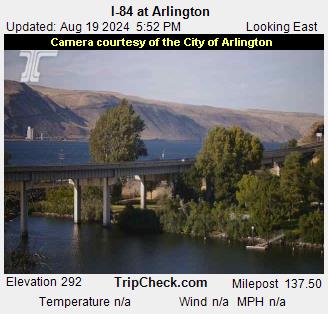 I-84 at Arlington
Updated: Aug 19 2024 5:52 PM Looking East
Camera courtesy of the City of Arlington
Elevation 292 TripCheck.com Milepost 137.50
Temperature n/a Wind n/a MPH n/a